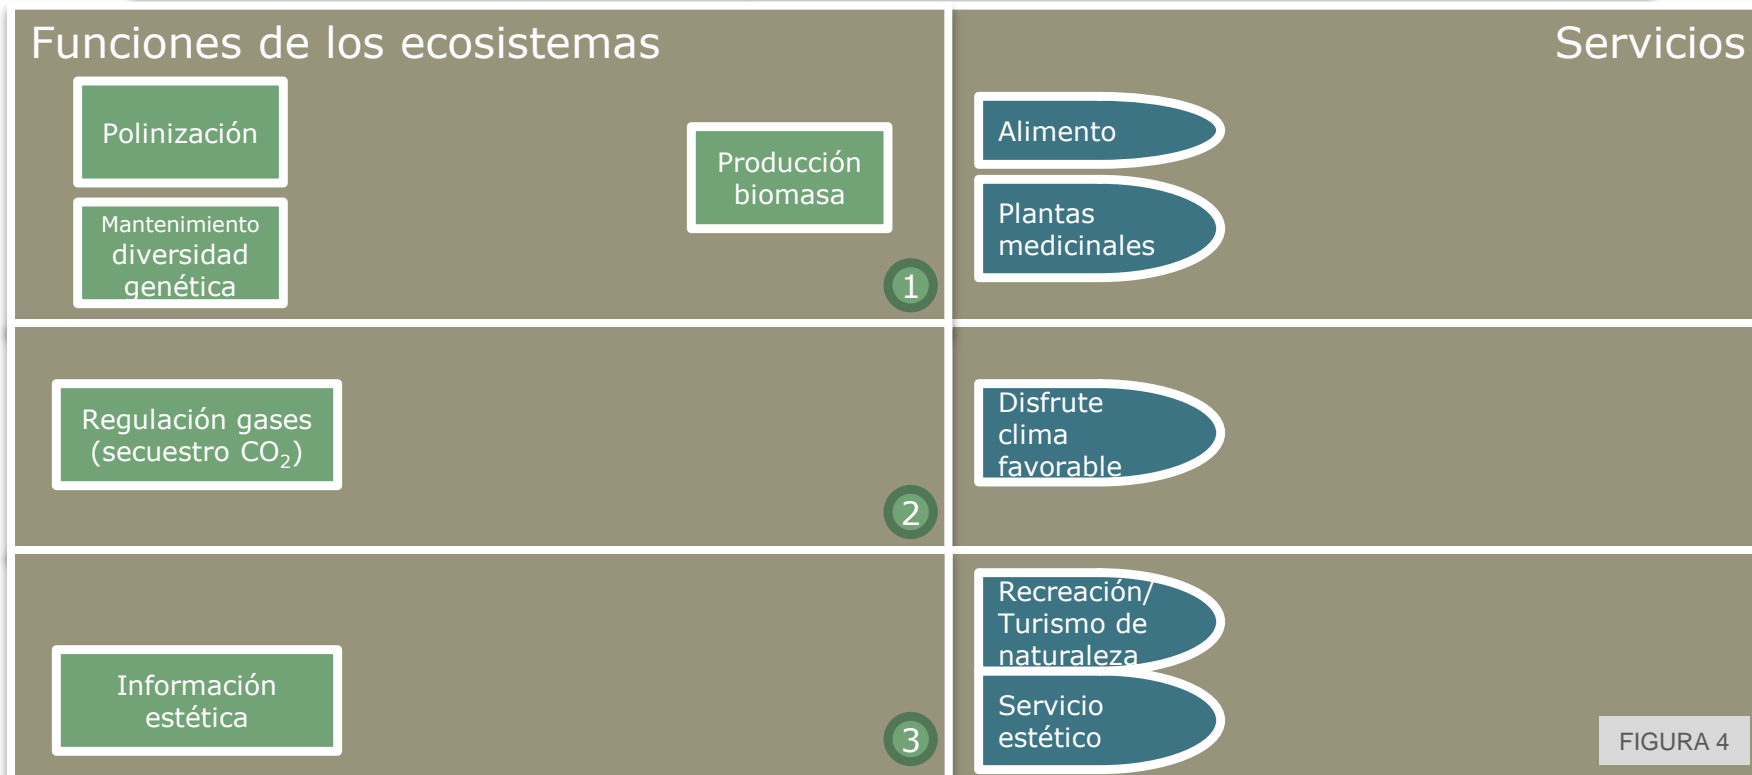 Funciones de los ecosistemas
Servicios
Polinización
Mantenimiento
diversidad
genética
Producción
biomasa
1
Alimento
Plantas
medicinales
Regulación gases
(secuestro CO₂)
2
Disfrute
clima
favorable
Información
estética
3
Recreación/
Turismo de
naturaleza
Servicio
estético
FIGURA 4